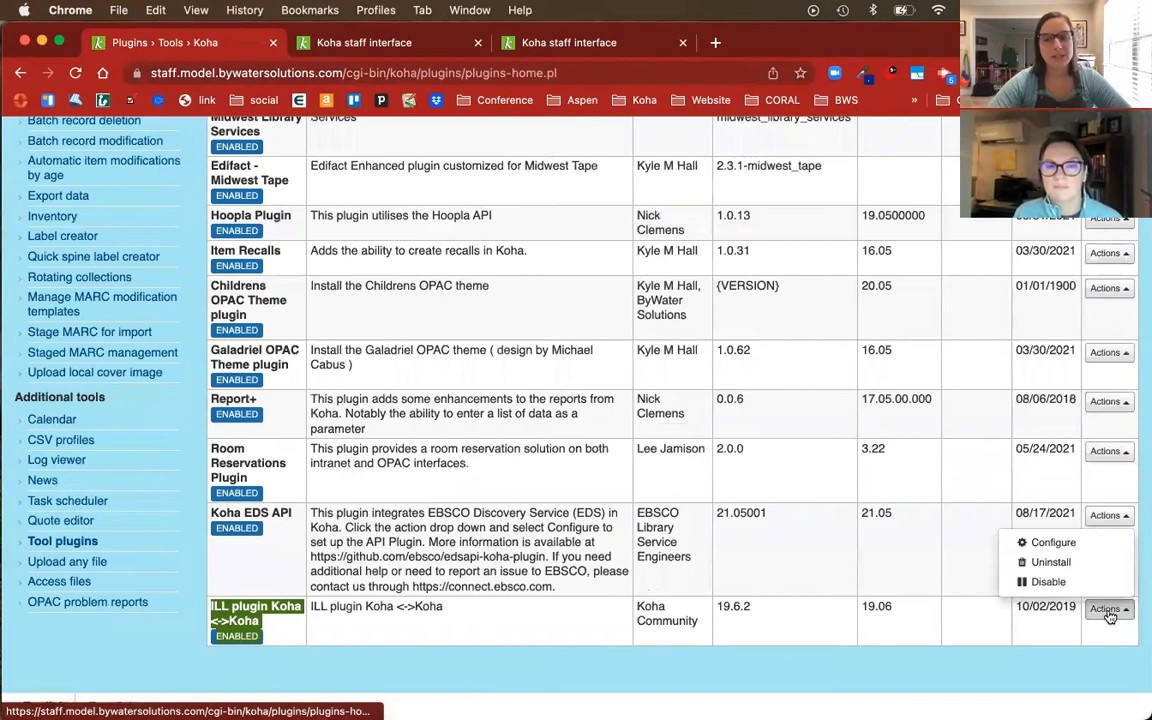 Chrome File Edit View History Bookmarks Profiles Tab Window Help
Plugins › Tools › Koha
Koha staff interface
Koha staff interface
staff.model.bywatersolutions.com/cgi-bin/koha/plugins/plugins-home.pl
5
link social Conference Aspen Koha Website CORAL BWS »
Batch record deletion
Batch record modification
Automatic item modifications
by age
Export data
Inventory
Label creator
Quick spine label creator
Rotating collections
Manage MARC modification
templates
Stage MARC for import
Staged MARC management
Upload local cover image
Additional tools
Calendar
CSV profiles
Log viewer
News
Task scheduler
Quote editor
Tool plugins
Upload any file
Access files
OPAC problem reports
Midwest Library
Services
ENABLED
Services
midwest_library_services
Edifact -
Midwest Tape
ENABLED
Edifact Enhanced plugin customized for Midwest Tape
Kyle M Hall
2.3.1-midwest_tape
Hoopla Plugin
ENABLED
This plugin utilises the Hoopla API
Nick
Clemens
1.0.13
19.0500000
Actions
Item Recalls
ENABLED
Adds the ability to create recalls in Koha.
Kyle M Hall
1.0.31
16.05
03/30/2021
Actions
Childrens
OPAC Theme
plugin
ENABLED
Install the Childrens OPAC theme
Kyle M Hall,
ByWater
Solutions
{VERSION}
20.05
01/01/1900
Actions
Galadriel OPAC
Theme plugin
ENABLED
Install the Galadriel OPAC theme ( design by Michael
Cabus )
Kyle M Hall
1.0.62
16.05
03/30/2021
Actions
Report+
ENABLED
This plugin adds some enhancements to the reports from
Koha. Notably the ability to enter a list of data as a
parameter
Nick
Clemens
0.0.6
17.05.00.000
08/06/2018
Actions
Room
Reservations
Plugin
ENABLED
This plugin provides a room reservation solution on both
intranet and OPAC interfaces.
Lee Jamison
2.0.0
3.22
05/24/2021
Actions
Koha EDS API
ENABLED
This plugin integrates EBSCO Discovery Service (EDS) in
Koha. Click the action drop down and select Configure to
set up the API Plugin. More information is available at
https://github.com/ebsco/edsapi-koha-plugin. If you need
additional help or need to report an issue to EBSCO, please
contact us through https://connect.ebsco.com.
EBSCO
Library
Service
Engineers
21.05001
21.05
08/17/2021
Actions
Configure
Uninstall
Disable
ILL plugin Koha
<->Koha
ENABLED
ILL plugin Koha <->Koha
Koha
Community
19.6.2
19.06
10/02/2019
Actions
https://staff.model.bywatersolutions.com/cgi-bin/koha/plugins/plugins-ho...